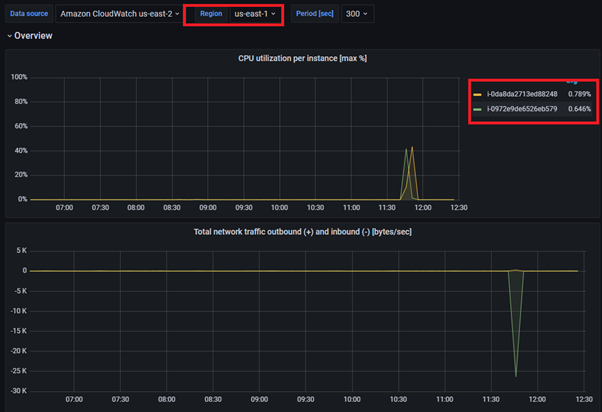 Data source Amazon CloudWatch us-east-2 Region us-east-1 Period [sec] 300
Overview
CPU utilization per instance [max %]
avg
100%
i-0da8da2713ed88248 0.789%
80%
i-0972e9de6526eb579 0.646%
60%
40%
20%
0%
07:00 07:30 08:00 08:30 09:00 09:30 10:00 10:30 11:00 11:30 12:00 12:30
Total network traffic outbound (+) and inbound (-) [bytes/sec]
5 K
0
-5 K
-10 K
-15 K
-20 K
-25 K
-30 K
07:00 07:30 08:00 08:30 09:00 09:30 10:00 10:30 11:00 11:30 12:00 12:30